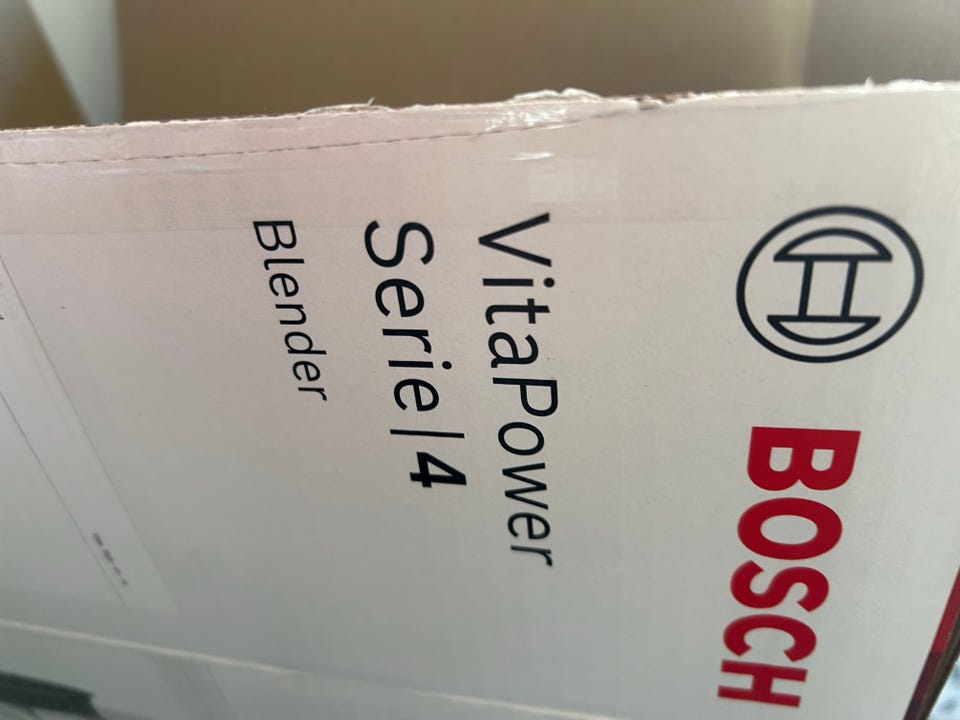 BOSCH
VitaPower
Serie | 4
Blender